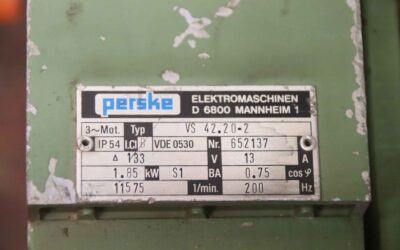 perske ELEKTROMASCHINEN
D 6800 MANNHEIM 1
3~Mot. Typ VS 42.20-2
IP 54 I.Cl B VDE 0530 Nr. 652137
Δ 133 V 13 A
1.85 kW S1 BA 0.75 cos φ
11575 1/min. 200 Hz